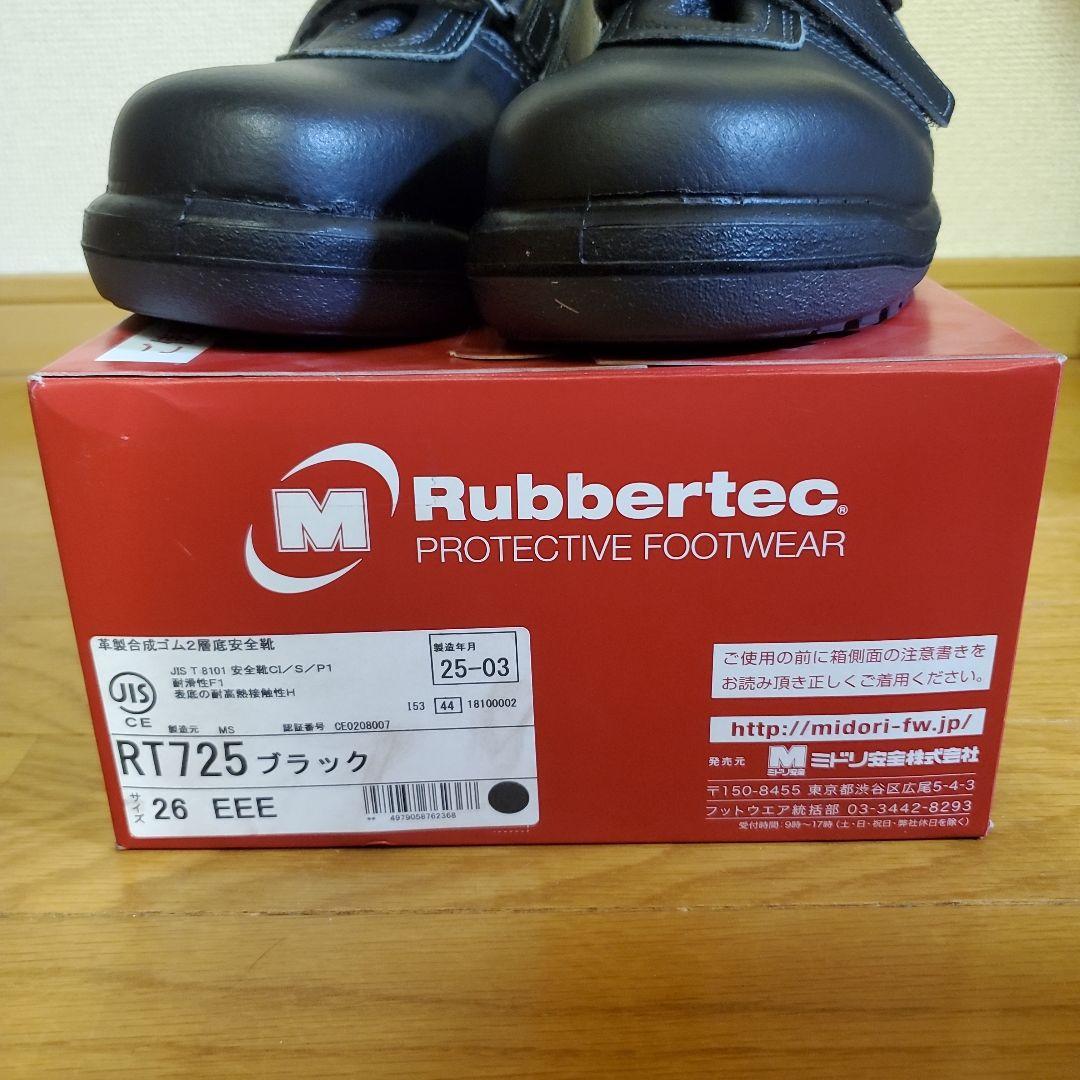 M Rubbertec®
PROTECTIVE FOOTWEAR
革製合成ゴム2層底安全靴
製造年月
25-03
JIS
CE
JIS T 8101 安全靴CI/S/P1
耐滑性F1
表底の耐高熱接触性H
I53 44 18100002
製造元 MS 認証番号 CE0208007
RT725 ブラック
サイズ 26 EEE
** 4979058762368
ご使用の前に箱側面の注意書きを
お読み頂き正しくご着用ください。
http://midori-fw.jp/
発売元 M ミドリ安全 ミドリ安全株式会社
〒150-8455 東京都渋谷区広尾5-4-3
フットウエア統括部 03-3442-8293
受付時間:9時〜17時(土・日・祝日・弊社休日を除く)